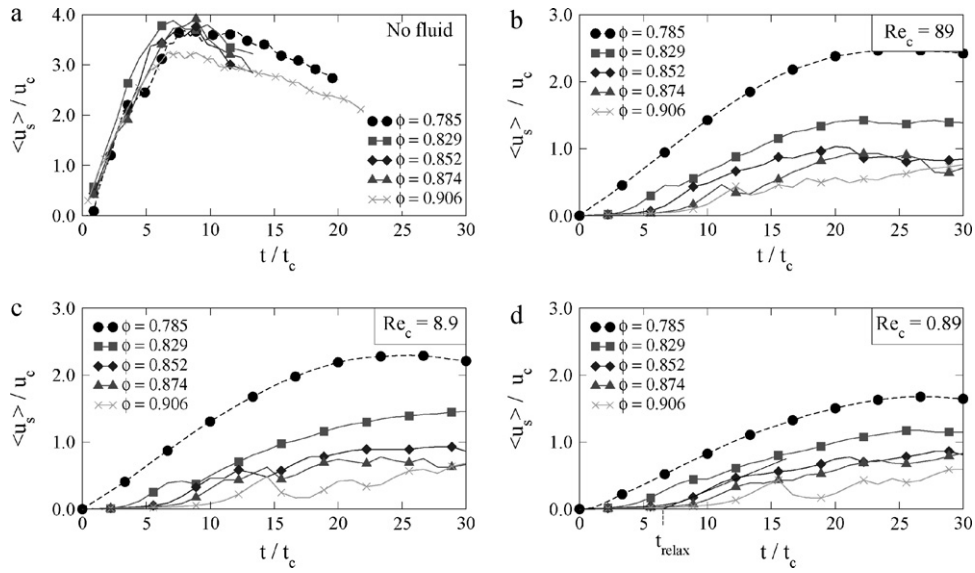 a
No fluid
<u_s> / u_c
4.0
3.0
2.0
1.0
0.0
ϕ = 0.785
ϕ = 0.829
ϕ = 0.852
ϕ = 0.874
ϕ = 0.906
0 5 10 15 20 25 30
t / t_c
b
Re_c = 89
<u_s> / u_c
3.0
2.0
1.0
0.0
ϕ = 0.785
ϕ = 0.829
ϕ = 0.852
ϕ = 0.874
ϕ = 0.906
0 5 10 15 20 25 30
t / t_c
c
Re_c = 8.9
<u_s> / u_c
3.0
2.0
1.0
0.0
ϕ = 0.785
ϕ = 0.829
ϕ = 0.852
ϕ = 0.874
ϕ = 0.906
0 5 10 15 20 25 30
t / t_c
d
Re_c = 0.89
<u_s> / u_c
3.0
2.0
1.0
0.0
ϕ = 0.785
ϕ = 0.829
ϕ = 0.852
ϕ = 0.874
ϕ = 0.906
0 5 10 15 20 25 30
t_relax
t / t_c